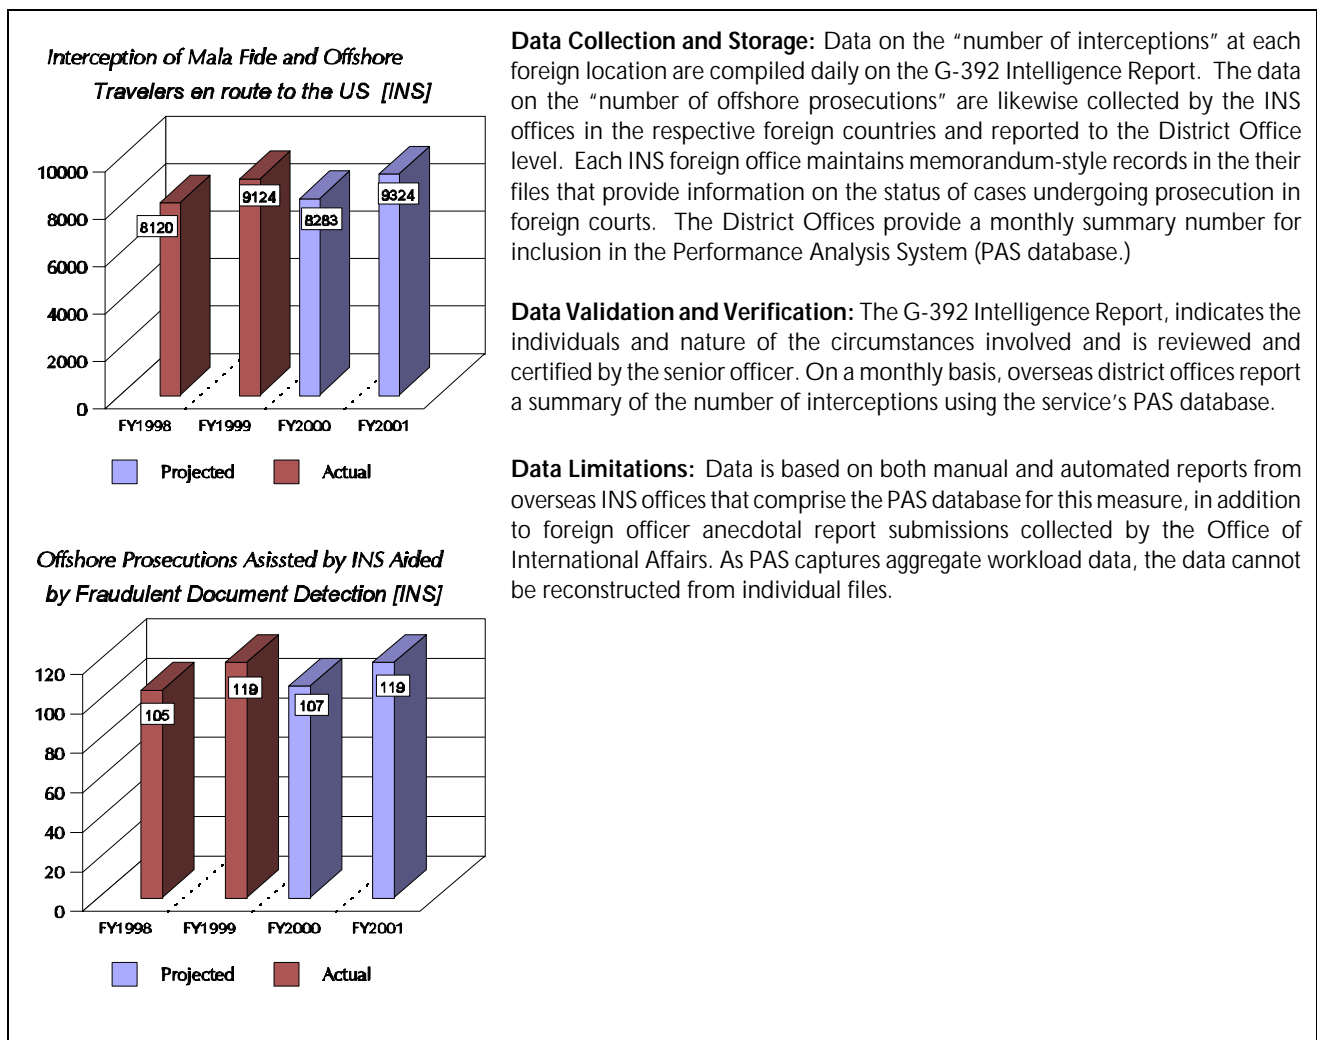 Interception of Mala Fide and Offshore
Travelers en route to the US [INS]
10000
8000
6000
4000
2000
0
8120
9124
8283
9324
FY1998
FY1999
FY2000
FY2001
Projected
Actual
Offshore Prosecutions Asissted by INS Aided
by Fraudulent Document Detection [INS]
120
100
80
60
40
20
0
105
119
107
119
FY1998
FY1999
FY2000
FY2001
Projected
Actual
Data Collection and Storage: Data on the “number of interceptions” at each
foreign location are compiled daily on the G-392 Intelligence Report. The data
on the “number of offshore prosecutions” are likewise collected by the INS
offices in the respective foreign countries and reported to the District Office
level. Each INS foreign office maintains memorandum-style records in the their
files that provide information on the status of cases undergoing prosecution in
foreign courts. The District Offices provide a monthly summary number for
inclusion in the Performance Analysis System (PAS database.)
Data Validation and Verification: The G-392 Intelligence Report, indicates the
individuals and nature of the circumstances involved and is reviewed and
certified by the senior officer. On a monthly basis, overseas district offices report
a summary of the number of interceptions using the service’s PAS database.
Data Limitations: Data is based on both manual and automated reports from
overseas INS offices that comprise the PAS database for this measure, in addition
to foreign officer anecdotal report submissions collected by the Office of
International Affairs. As PAS captures aggregate workload data, the data cannot
be reconstructed from individual files.